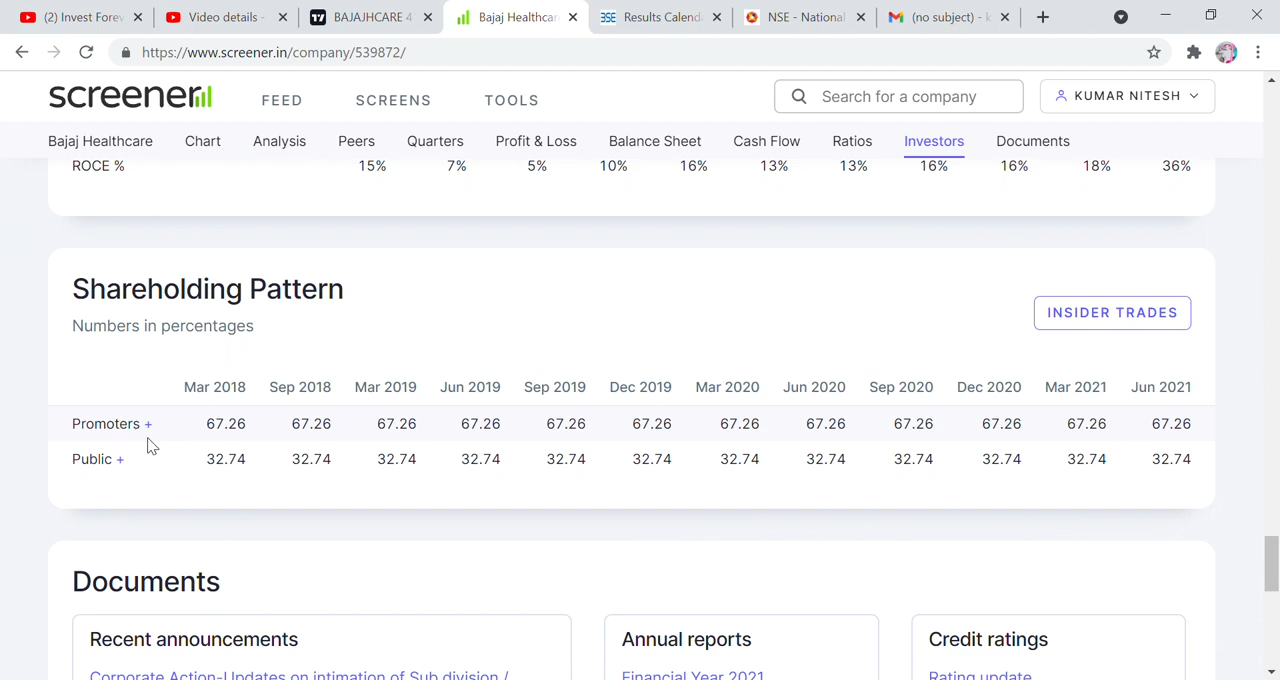 (2) Invest Forev
Video details -
BAJAJHCARE 4
Bajaj Healthcar
Results Calend
NSE - National
(no subject) - k
https://www.screener.in/company/539872/
screener
FEED
SCREENS
TOOLS
Search for a company
KUMAR NITESH
Bajaj Healthcare Chart Analysis Peers Quarters Profit & Loss Balance Sheet Cash Flow Ratios Investors Documents
ROCE % 15% 7% 5% 10% 16% 13% 13% 16% 16% 18% 36%
Shareholding Pattern
Numbers in percentages
INSIDER TRADES
Mar 2018 Sep 2018 Mar 2019 Jun 2019 Sep 2019 Dec 2019 Mar 2020 Jun 2020 Sep 2020 Dec 2020 Mar 2021 Jun 2021
Promoters + 67.26 67.26 67.26 67.26 67.26 67.26 67.26 67.26 67.26 67.26 67.26 67.26
Public + 32.74 32.74 32.74 32.74 32.74 32.74 32.74 32.74 32.74 32.74 32.74 32.74
Documents
Recent announcements
Corporate Action-Updates on intimation of Sub division /
Annual reports
Financial Year 2021
Credit ratings
Rating update